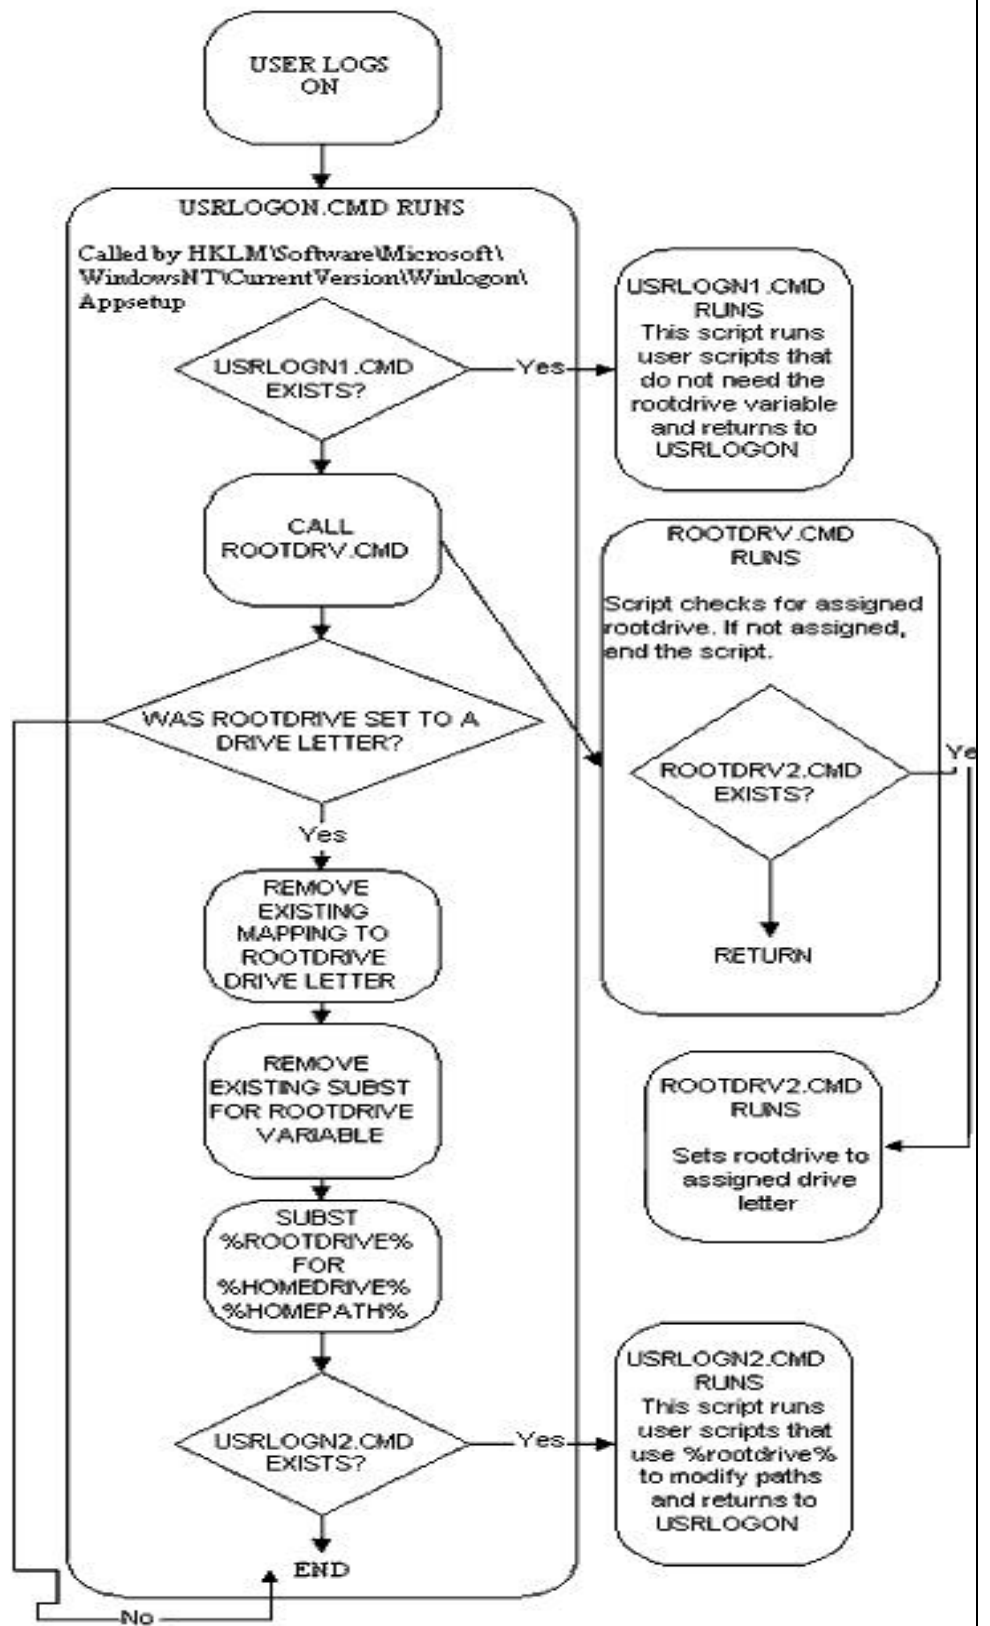 USER LOGS
ON
USRLOGON.CMD RUNS
Called by HKLM\Software\Microsoft\
WindowsNT\CurrentVersion\Winlogon\
Appsetup
USRLOGN1.CMD
EXISTS?
Yes
USRLOGN1.CMD
RUNS
This script runs
user scripts that
do not need the
rootdrive variable
and returns to
USRLOGON
CALL
ROOTDRV.CMD
ROOTDRV.CMD
RUNS
Script checks for assigned
rootdrive. If not assigned,
end the script.
ROOTDRV2.CMD
EXISTS?
Ye
RETURN
ROOTDRV2.CMD
RUNS
Sets rootdrive to
assigned drive
letter
WAS ROOTDRIVE SET TO A
DRIVE LETTER?
Yes
REMOVE
EXISTING
MAPPING TO
ROOTDRIVE
DRIVE LETTER
REMOVE
EXISTING SUBST
FOR ROOTDRIVE
VARIABLE
SUBST
%ROOTDRIVE%
FOR
%HOMEDRIVE%
%HOMEPATH%
USRLOGN2.CMD
EXISTS?
Yes
USRLOGN2.CMD
RUNS
This script runs
user scripts that
use %rootdrive%
to modify paths
and returns to
USRLOGON
END
No